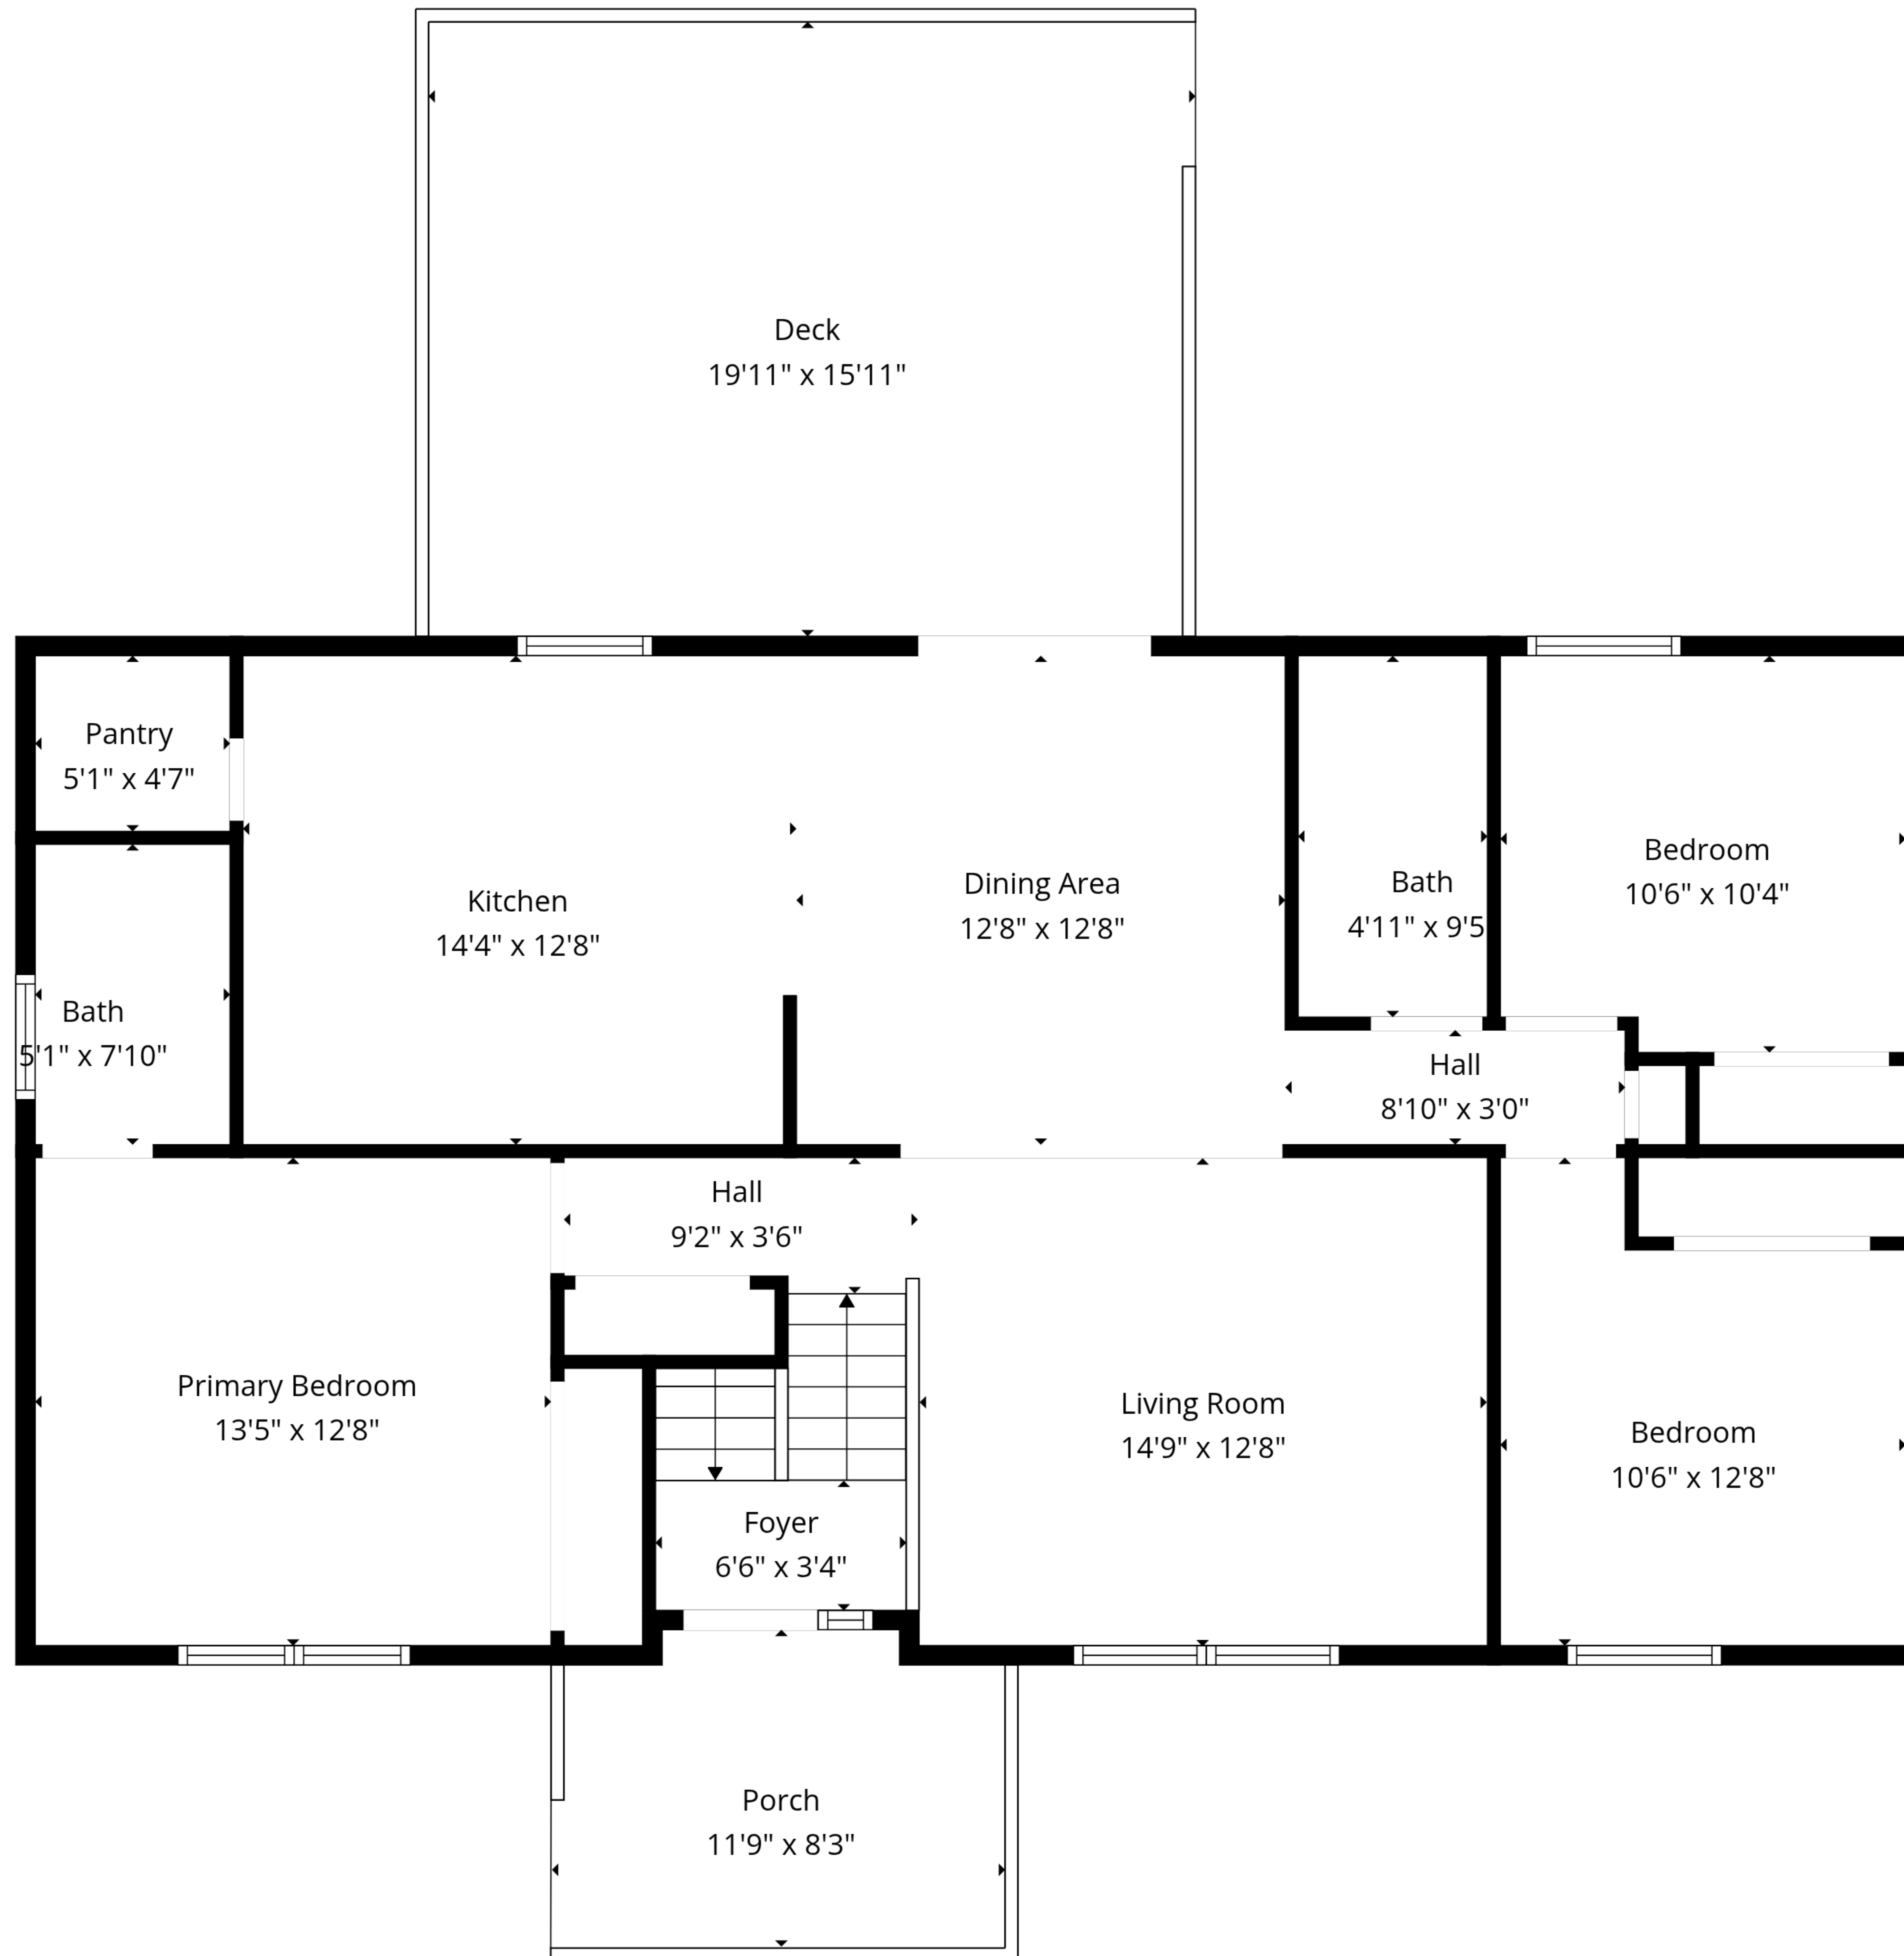 Deck
19'11" x 15'11"
Pantry
5'1" x 4'7"
Kitchen
14'4" x 12'8"
Dining Area
12'8" x 12'8"
Bath
4'11" x 9'5
Bedroom
10'6" x 10'4"
Bath
5'1" x 7'10"
Hall
8'10" x 3'0"
Hall
9'2" x 3'6"
Primary Bedroom
13'5" x 12'8"
Living Room
14'9" x 12'8"
Bedroom
10'6" x 12'8"
Foyer
6'6" x 3'4"
Porch
11'9" x 8'3"